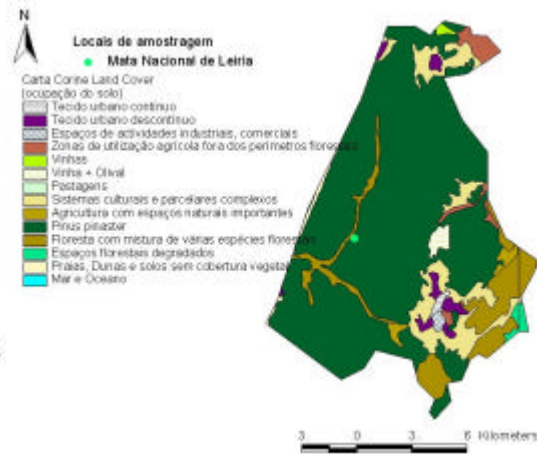 N
Locais de amostragem
Mata Nacional de Leiria
Carta Corine Land Cover
(ocupação do solo)
Tecido urbano contínuo
Tecido urbano descontínuo
Espaços de actividades industriais, comerciais
Zonas de utilização agrícola fora dos perímetros florestais
Vinhas
Vinha + Olival
Pastagens
Sistemas culturais e parcelares complexos
Agricultura com espaços naturais importantes
Pinus pinaster
Floresta com mistura de várias espécies flores
Espaços florestais degradados
Praias, Dunas e solos sem cobertura vegetal
Mar e Oceano
3 0 3 6 Kilometers